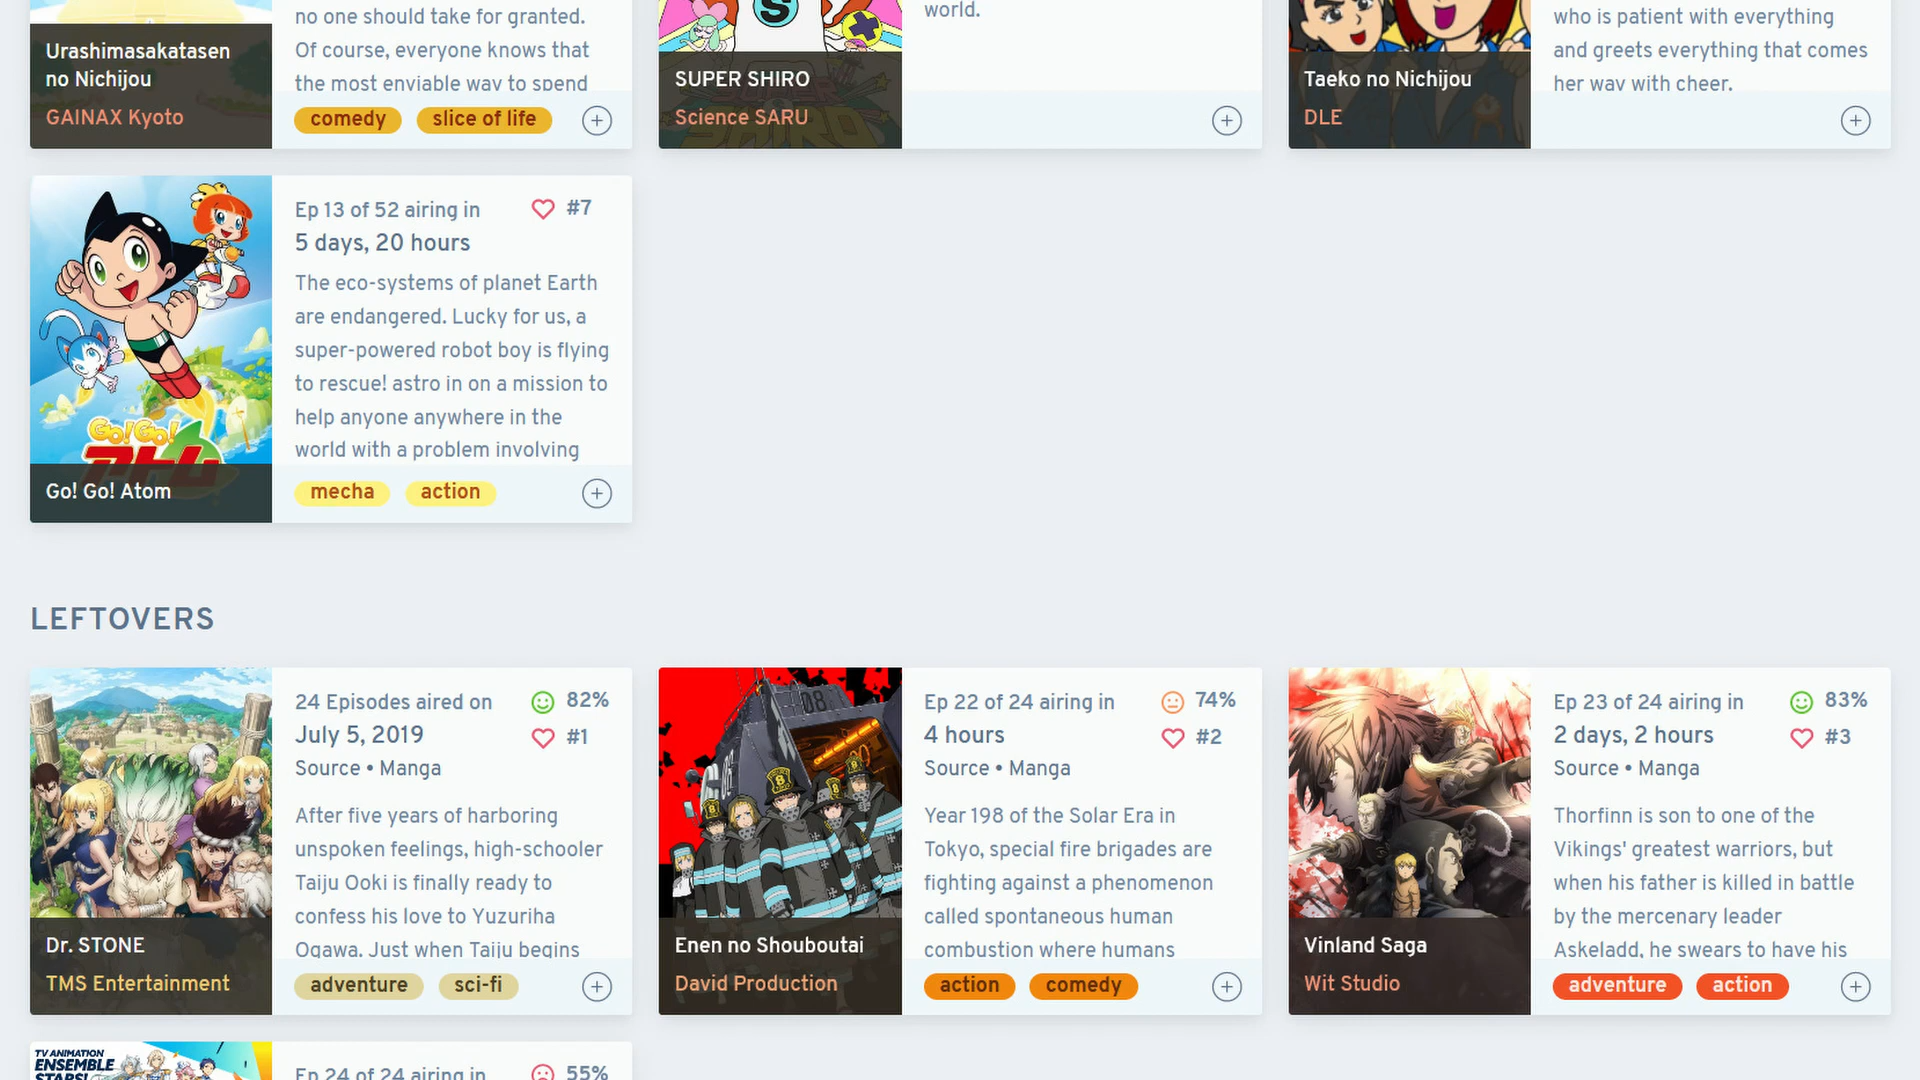 no one should take for granted.
Of course, everyone knows that
the most enviable way to spend
Urashimasakatasen
no Nichijou
GAINAX Kyoto
comedy
slice of life
world.
SUPER SHIRO
Science SARU
who is patient with everything
and greets everything that comes
her way with cheer.
Taeko no Nichijou
DLE
Ep 13 of 52 airing in
5 days, 20 hours
#7
The eco-systems of planet Earth
are endangered. Lucky for us, a
super-powered robot boy is flying
to rescue! astro in on a mission to
help anyone anywhere in the
world with a problem involving
GO! GO!
アトム
Go! Go! Atom
mecha
action
LEFTOVERS
24 Episodes aired on
July 5, 2019
Source • Manga
82%
#1
After five years of harboring
unspoken feelings, high-schooler
Taiju Ooki is finally ready to
confess his love to Yuzuriha
Ogawa. Just when Taiju begins
Dr. STONE
TMS Entertainment
adventure
sci-fi
Ep 22 of 24 airing in
4 hours
Source • Manga
74%
#2
Year 198 of the Solar Era in
Tokyo, special fire brigades are
fighting against a phenomenon
called spontaneous human
combustion where humans
Enen no Shouboutai
David Production
action
comedy
Ep 23 of 24 airing in
2 days, 2 hours
Source • Manga
83%
#3
Thorfinn is son to one of the
Vikings' greatest warriors, but
when his father is killed in battle
by the mercenary leader
Askeladd, he swears to have his
Vinland Saga
Wit Studio
adventure
action
TV ANIMATION
ENSEMBLE
STARS!
Ep 24 of 24 airing in
55%